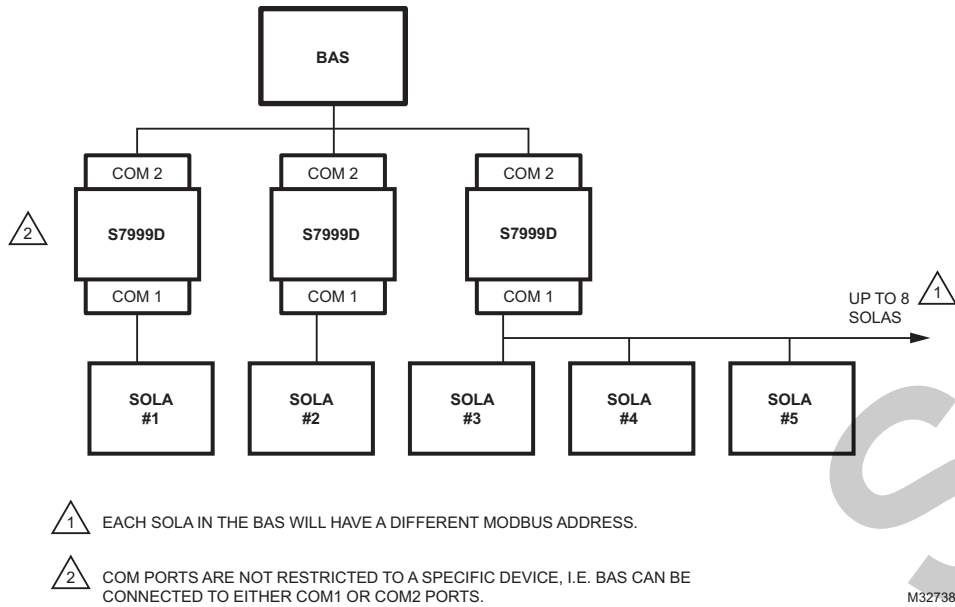 BAS
COM 2
COM 2
COM 2
S7999D
S7999D
S7999D
2
COM 1
COM 1
COM 1
UP TO 8
SOLAS
1
SOLA
#1
SOLA
#2
SOLA
#3
SOLA
#4
SOLA
#5
1 EACH SOLA IN THE BAS WILL HAVE A DIFFERENT MODBUS ADDRESS.
2 COM PORTS ARE NOT RESTRICTED TO A SPECIFIC DEVICE, I.E. BAS CAN BE
CONNECTED TO EITHER COM1 OR COM2 PORTS.
M32738